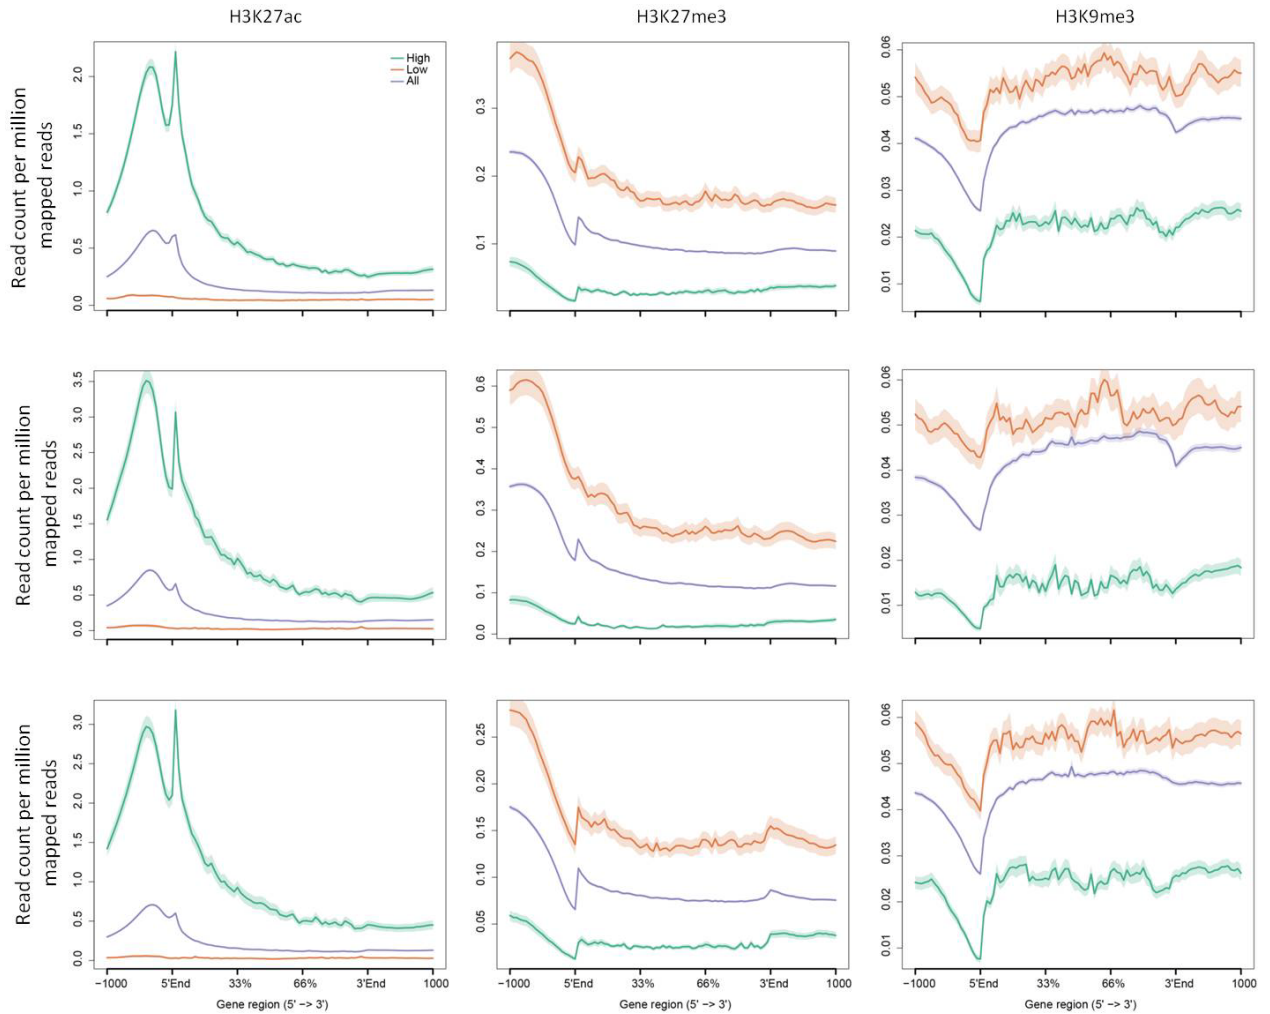 H3K27ac H3K27me3 H3K9me3
Read count per million
mapped reads
0.0 0.5 1.0 1.5 2.0
High
Low
All
0.1 0.2 0.3
0.01 0.02 0.03 0.04 0.05 0.06
Read count per million
mapped reads
0.0 0.5 1.0 1.5 2.0 2.5 3.0 3.5
0.0 0.1 0.2 0.3 0.4 0.5 0.6
0.01 0.02 0.03 0.04 0.05 0.06
Read count per million
mapped reads
0.0 0.5 1.0 1.5 2.0 2.5 3.0
0.05 0.10 0.15 0.20 0.25
0.01 0.02 0.03 0.04 0.05 0.06
−1000 5'End 33% 66% 3'End 1000
Gene region (5' −> 3')
−1000 5'End 33% 66% 3'End 1000
Gene region (5' −> 3')
−1000 5'End 33% 66% 3'End 1000
Gene region (5' −> 3')